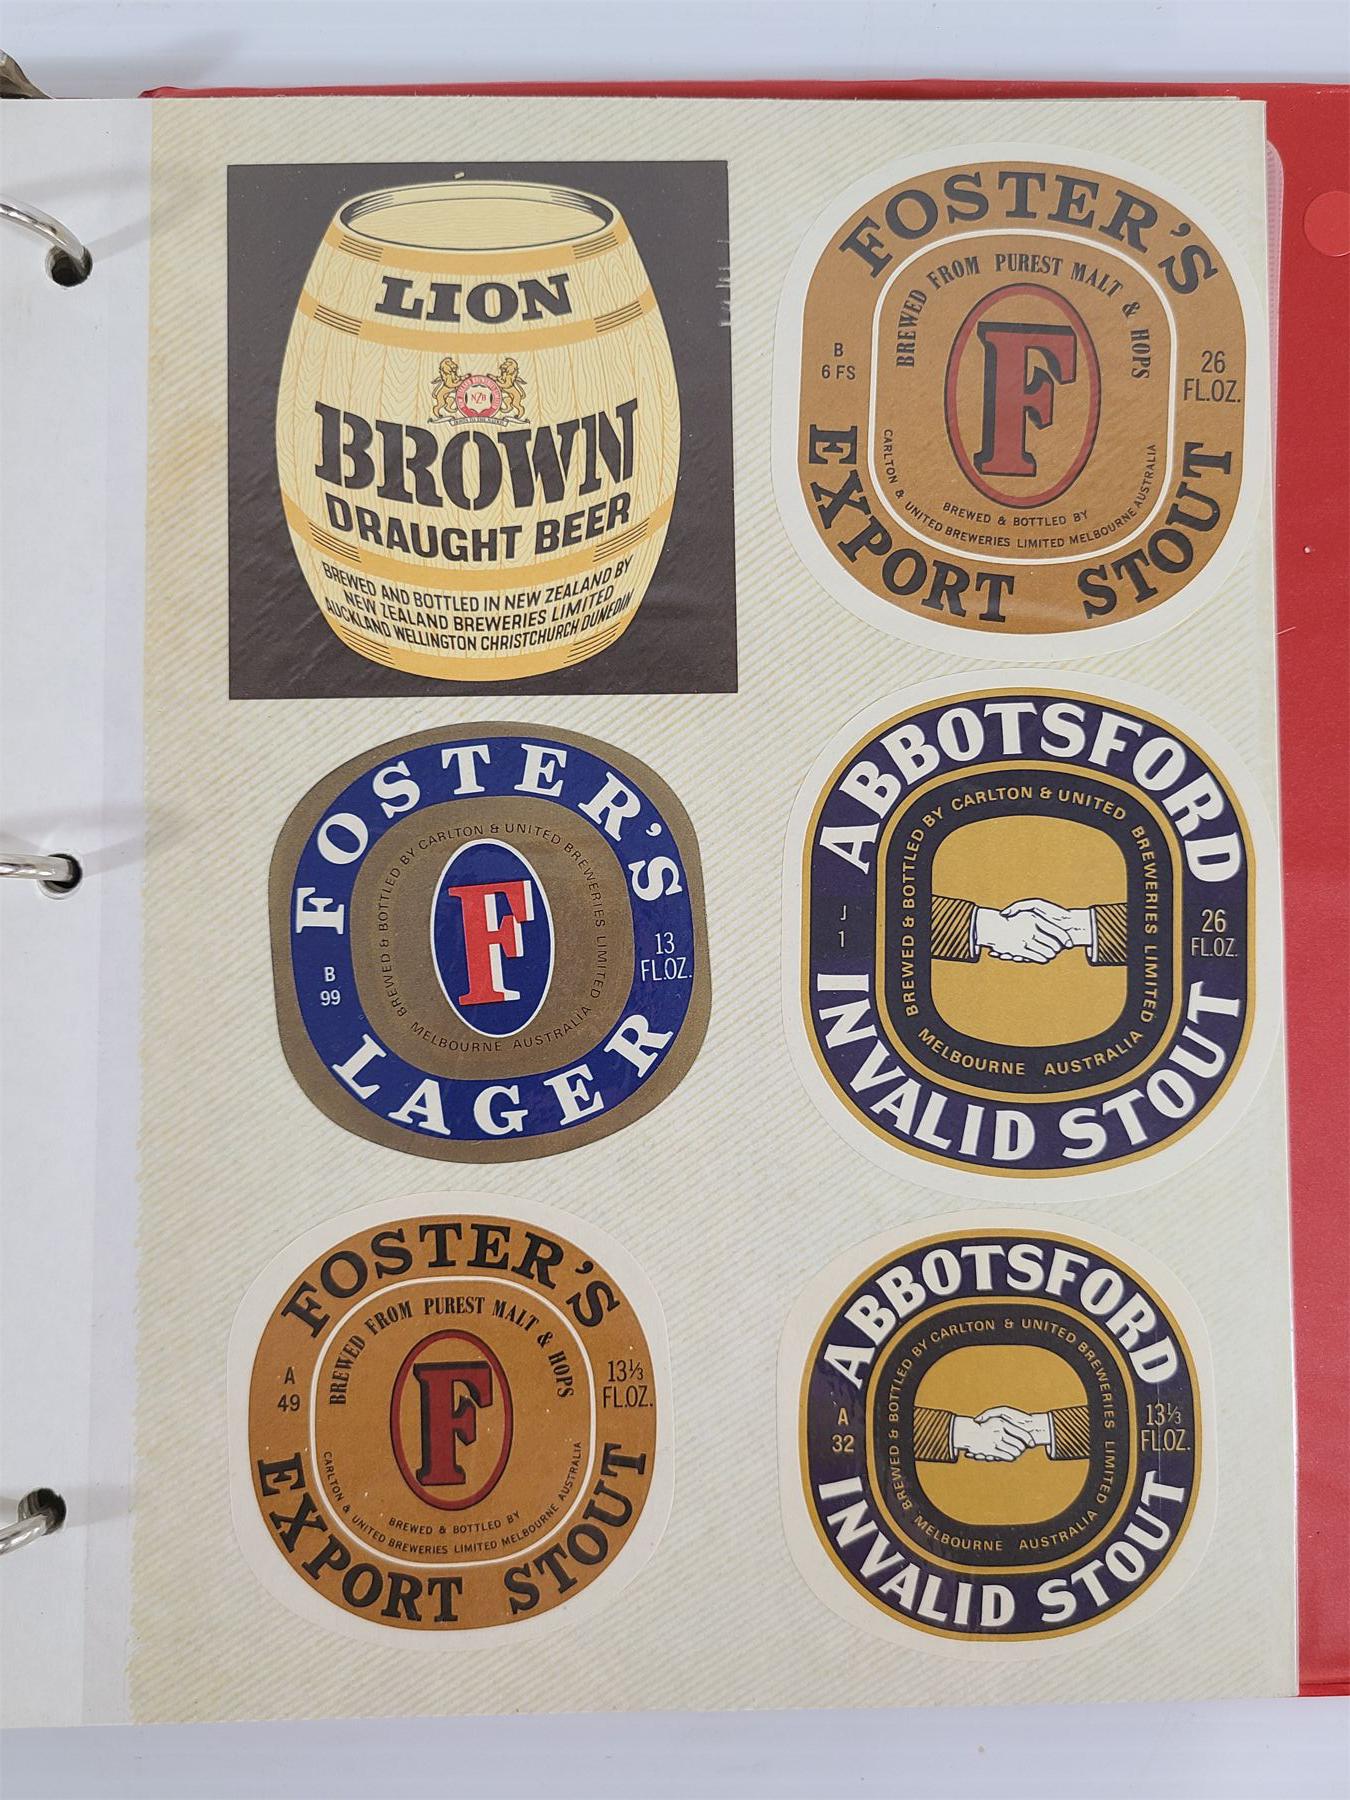 LION
NZB
BROWN
DRAUGHT BEER
BREWED AND BOTTLED IN NEW ZEALAND BY
NEW ZEALAND BREWERIES LIMITED
AUCKLAND WELLINGTON CHRISTCHURCH DUNEDIN
FOSTER'S
BREWED FROM PUREST MALT & HOPS
B
6 FS
F
26
FL.OZ.
BREWED & BOTTLED BY
CARLTON & UNITED BREWERIES LIMITED MELBOURNE AUSTRALIA
EXPORT STOUT
FOSTER'S
BREWED & BOTTLED BY CARLTON & UNITED BREWERIES LIMITED
F
B
99
13
FL.OZ.
MELBOURNE AUSTRALIA
LAGER
ABBOTSFORD
BREWED & BOTTLED BY CARLTON & UNITED BREWERIES LIMITED
J
1
26
FL.OZ.
MELBOURNE AUSTRALIA
INVALID STOUT
FOSTER'S
BREWED FROM PUREST MALT & HOPS
A
49
F
13⅓
FL.OZ.
BREWED & BOTTLED BY
CARLTON & UNITED BREWERIES LIMITED MELBOURNE AUSTRALIA
EXPORT STOUT
ABBOTSFORD
BREWED & BOTTLED BY CARLTON & UNITED BREWERIES LIMITED
A
32
13⅓
FL.OZ.
MELBOURNE AUSTRALIA
INVALID STOUT